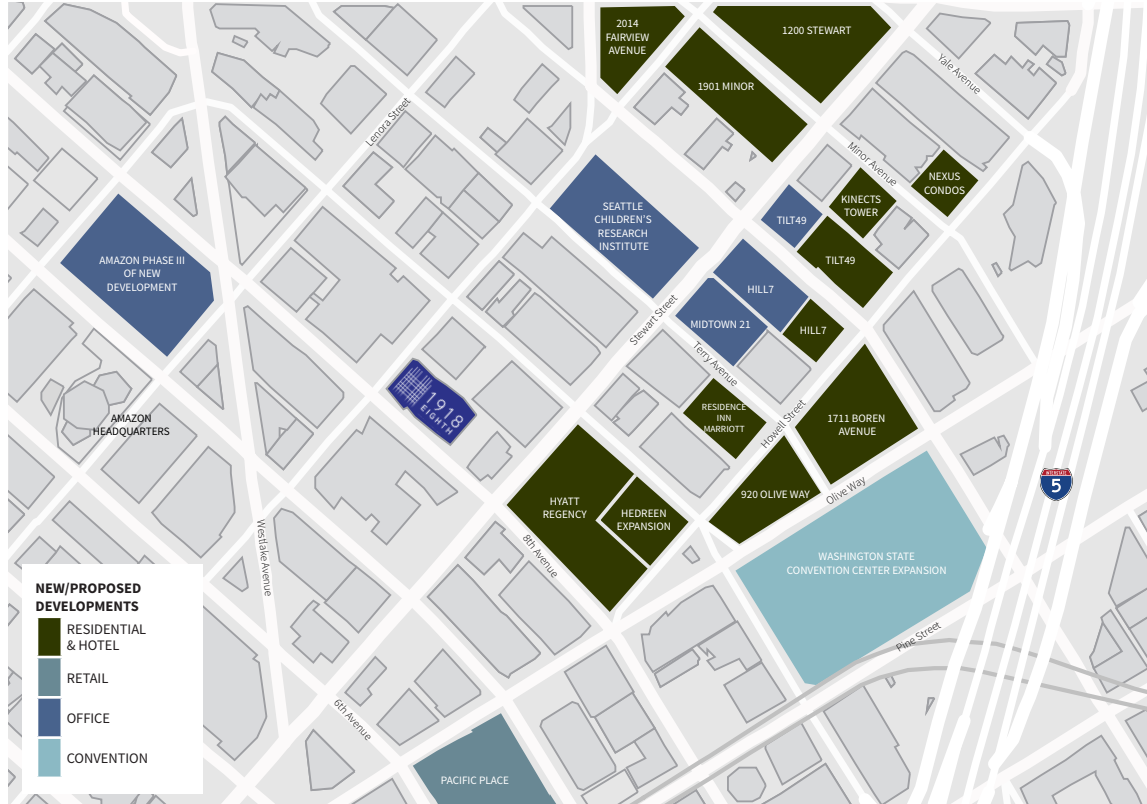 2014
FAIRVIEW
AVENUE
1200 STEWART
1901 MINOR
Yale Avenue
Lenora Street
Minor Avenue
NEXUS
CONDOS
KINECTS
TOWER
TILT49
TILT49
SEATTLE
CHILDREN'S
RESEARCH
INSTITUTE
AMAZON PHASE III
OF NEW
DEVELOPMENT
HILL7
HILL7
MIDTOWN 21
Stewart Street
Terry Avenue
RESIDENCE
INN
MARRIOTT
Howell Street
1711 BOREN
AVENUE
1918
EIGHTH
AMAZON
HEADQUARTERS
920 OLIVE WAY
Olive Way
INTERSTATE
5
HYATT
REGENCY
HEDREEN
EXPANSION
8th Avenue
Westlake Avenue
WASHINGTON STATE
CONVENTION CENTER EXPANSION
Pine Street
6th Avenue
PACIFIC PLACE
NEW/PROPOSED
DEVELOPMENTS
RESIDENTIAL
& HOTEL
RETAIL
OFFICE
CONVENTION